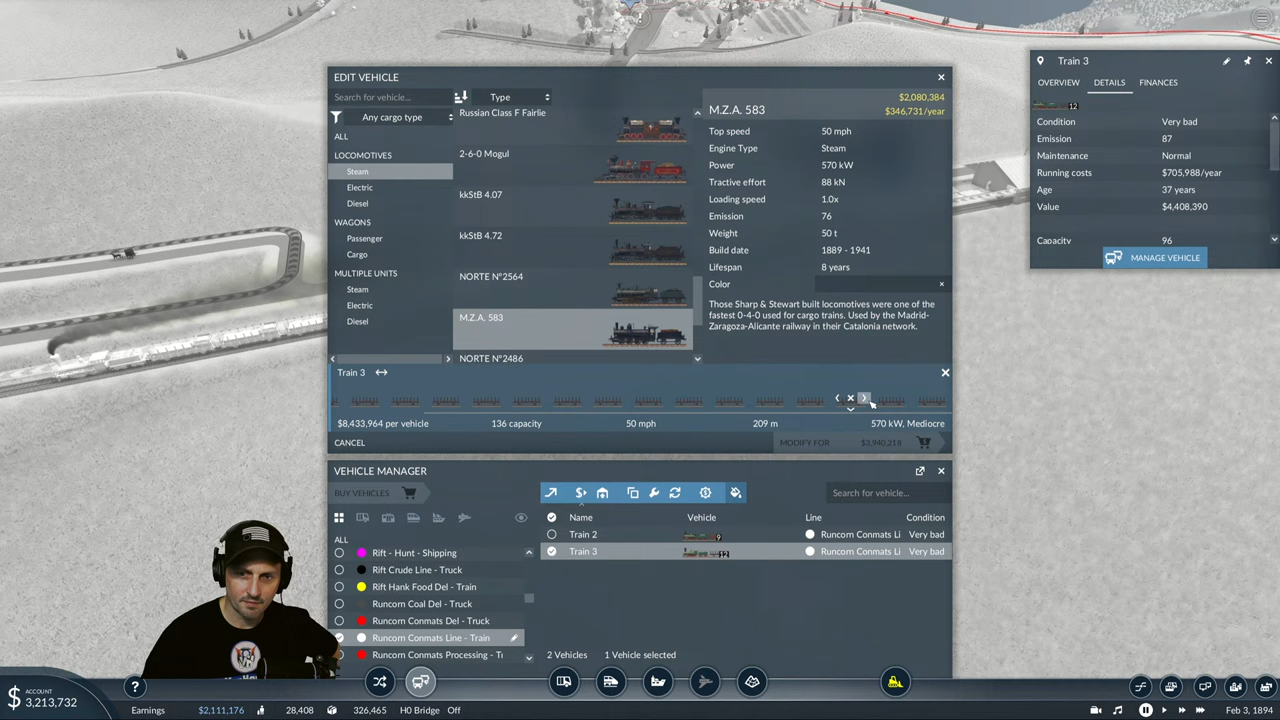 EDIT VEHICLE
Search for vehicle...
Type
Any cargo type
ALL
LOCOMOTIVES
Steam
Electric
Diesel
WAGONS
Passenger
Cargo
MULTIPLE UNITS
Steam
Electric
Diesel
Russian Class F Fairlie
2-6-0 Mogul
kkStB 4.07
kkStB 4.72
NORTE Nº2564
M.Z.A. 583
NORTE Nº2486
M.Z.A. 583
$2,080,384
$346,731/year
Top speed 50 mph
Engine Type Steam
Power 570 kW
Tractive effort 88 kN
Loading speed 1.0x
Emission 76
Weight 50 t
Build date 1889 - 1941
Lifespan 8 years
Color
Those Sharp & Stewart built locomotives were one of the
fastest 0-4-0 used for cargo trains. Used by the Madrid-
Zaragoza-Alicante railway in their Catalonia network.
Train 3
$8,433,964 per vehicle 136 capacity 50 mph 209 m 570 kW, Mediocre
CANCEL
MODIFY FOR $3,940,218
VEHICLE MANAGER
BUY VEHICLES
Search for vehicle...
ALL
Rift - Hunt - Shipping
Rift Crude Line - Truck
Rift Hank Food Del - Train
Runcorn Coal Del - Truck
Runcorn Conmats Del - Truck
Runcorn Conmats Line - Train
Runcorn Conmats Processing - Tr
Name Vehicle Line Condition
Train 2 9 Runcorn Conmats Li Very bad
Train 3 12 Runcorn Conmats Li Very bad
2 Vehicles 1 Vehicle selected
Train 3
OVERVIEW DETAILS FINANCES
12
Condition Very bad
Emission 87
Maintenance Normal
Running costs $705,988/year
Age 37 years
Value $4,408,390
Capacity 96
MANAGE VEHICLE
$ ACCOUNT
3,213,732
?
Earnings $2,111,176 28,408 326,465 H0 Bridge Off
Feb 3, 1894